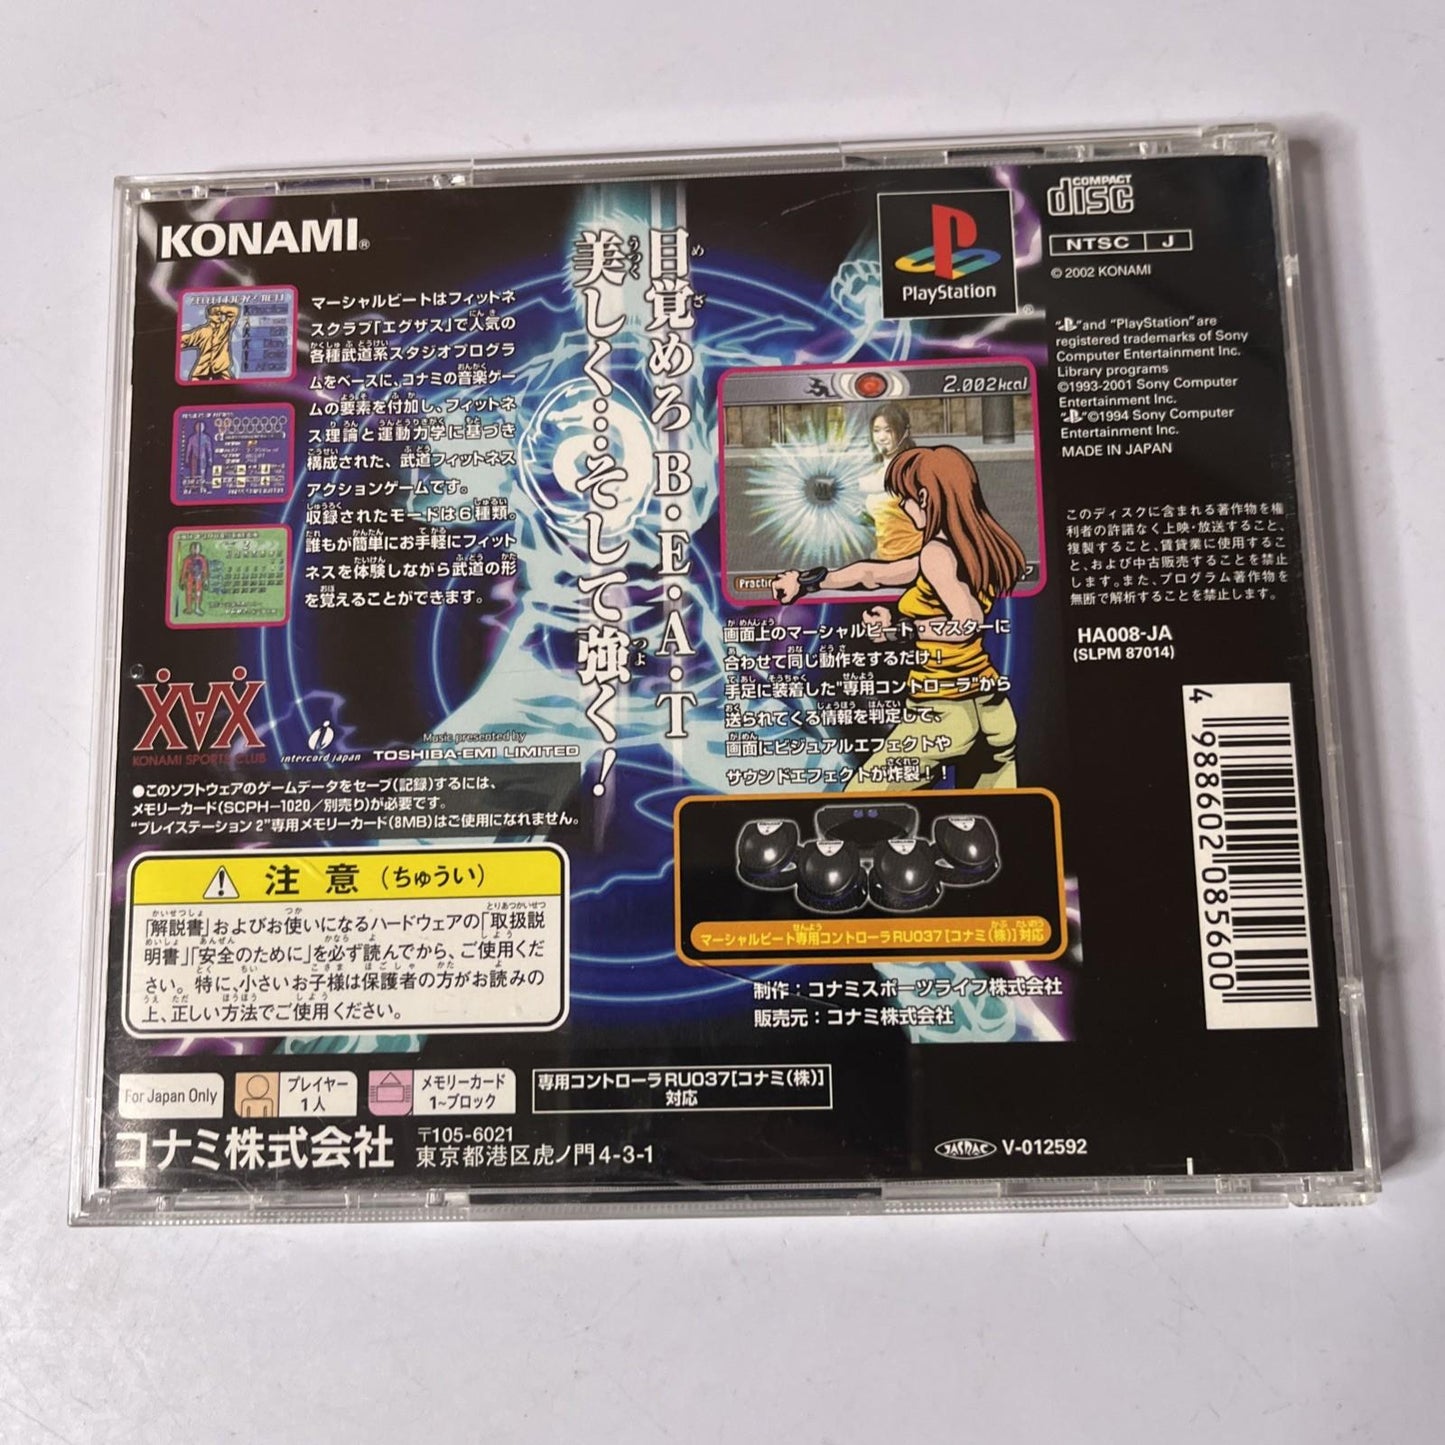 KONAMI®
マーシャルビートはフィットネ
スクラブ「エグザス」で人気の
各種武道系スタジオプログラ
ムをベースに、コナミの音楽ゲー
ムの要素を付加し、フィットネ
ス理論と運動力学に基づき
構成された、武道フィットネス
アクションゲームです。
収録されたモードは6種類。
誰もが簡単にお手軽にフィット
ネスを体験しながら武道の形
を覚えることができます。
目覚めろB・E・A・T
美しく…そして強く!
PlayStation
®
COMPACT
disc
NTSC J
© 2002 KONAMI
" " and "PlayStation" are
registered trademarks of Sony
Computer Entertainment Inc.
Library programs
©1993-2001 Sony Computer
Entertainment Inc.
" " ©1994 Sony Computer
Entertainment Inc.
MADE IN JAPAN
このディスクに含まれる著作物を権
利者の許諾なく上映・放送すること、
複製すること、賃貸業に使用するこ
と、および中古販売することを禁止
します。また、プログラム著作物を
無断で解析することを禁止します。
HA008-JA
(SLPM 87014)
4 988602 085600
2.002kcal
画面上のマーシャルビート・マスターに
合わせて同じ動作をするだけ!
手足に装着した"専用コントローラ"から
送られてくる情報を判定して、
画面にビジュアルエフェクトや
サウンドエフェクトが炸裂!!
マーシャルビート専用コントローラRU037[コナミ(株)]対応
制作:コナミスポーツライフ株式会社
販売元:コナミ株式会社
XAX
KONAMI SPORTS CLUB
intercord japan
Music presented by
TOSHIBA-EMI LIMITED
●このソフトウェアのゲームデータをセーブ(記録)するには、
メモリーカード(SCPH-1020/別売り)が必要です。
"プレイステーション 2"専用メモリーカード(8MB)はご使用になれません。
注意(ちゅうい)
「解説書」およびお使いになるハードウェアの「取扱説
明書」「安全のために」を必ず読んでから、ご使用くだ
さい。特に、小さいお子様は保護者の方がお読みの
上、正しい方法でご使用ください。
For Japan Only
プレイヤー
1人
メモリーカード
1~ブロック
専用コントローラRU037[コナミ(株)]
対応
コナミ株式会社
〒105-6021
東京都港区虎ノ門4-3-1
JASRAC V-012592